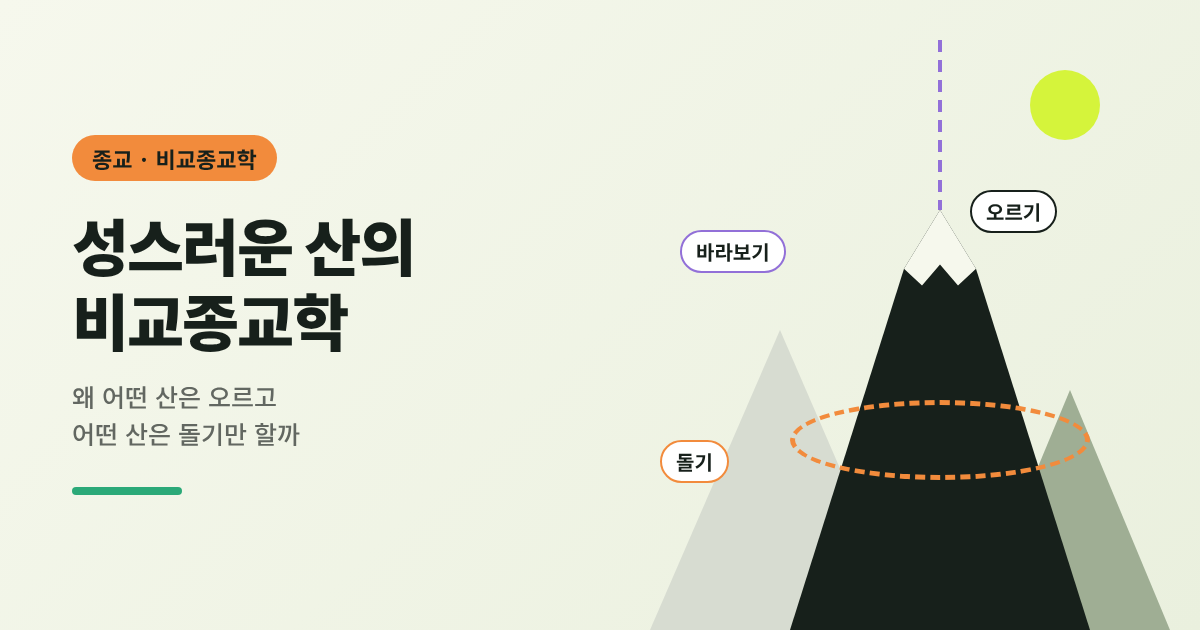 종교 · 비교종교학
성스러운 산의
비교종교학
왜 어떤 산은 오르고
어떤 산은 돌기만 할까
오르기
바라보기
돌기